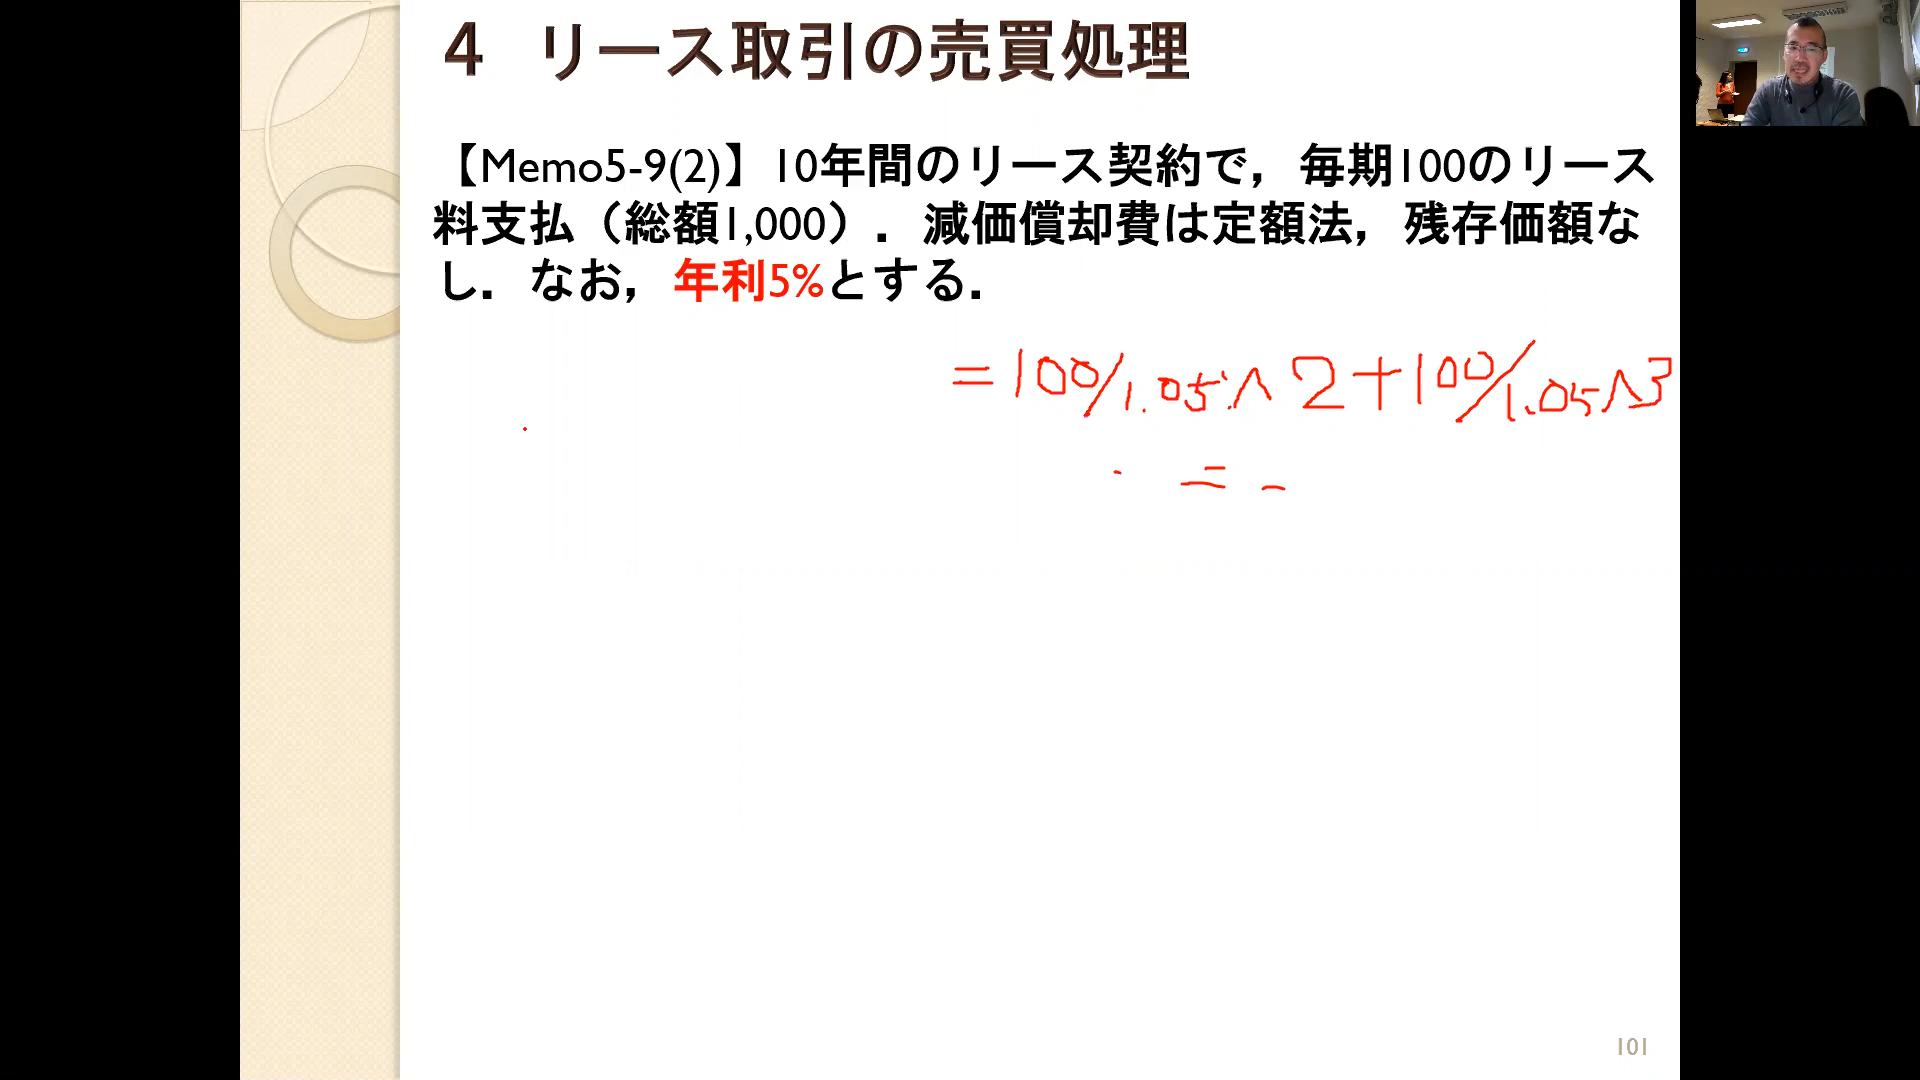 4 リース取引の売買処理
【Memo5-9(2)】10年間のリース契約で，毎期100のリース
料支払（総額1,000）．減価償却費は定額法，残存価額な
し．なお，年利5%とする．
=100/1.05^2+100/1.05^3
=
101